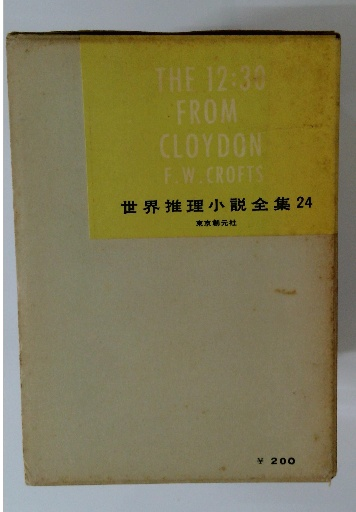 THE 12:30
FROM
CLOYDON
F. W. CROFTS
世界推理小説全集 24
東京創元社
¥ 200